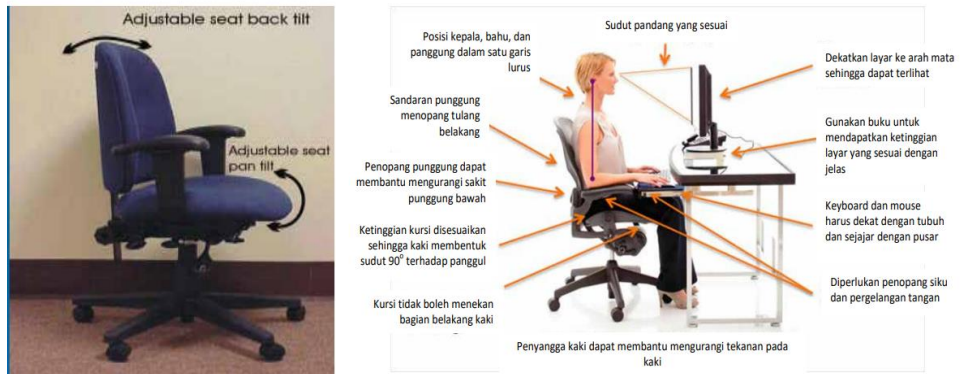 Adjustable seat back tilt
Adjustable seat
pan tilt
Sudut pandang yang sesuai
Posisi kepala, bahu, dan
panggung dalam satu garis
lurus
Sandaran punggung
menopang tulang
belakang
Penopang punggung dapat
membantu mengurangi sakit
punggung bawah
Ketinggian kursi disesuaikan
sehingga kaki membentuk
sudut 90° terhadap panggul
Kursi tidak boleh menekan
bagian belakang kaki
Dekatkan layar ke arah mata
sehingga dapat terlihat
Gunakan buku untuk
mendapatkan ketinggian
layar yang sesuai dengan
jelas
Keyboard dan mouse
harus dekat dengan tubuh
dan sejajar dengan pusar
Diperlukan penopang siku
dan pergelangan tangan
Penyangga kaki dapat membantu mengurangi tekanan pada
kaki